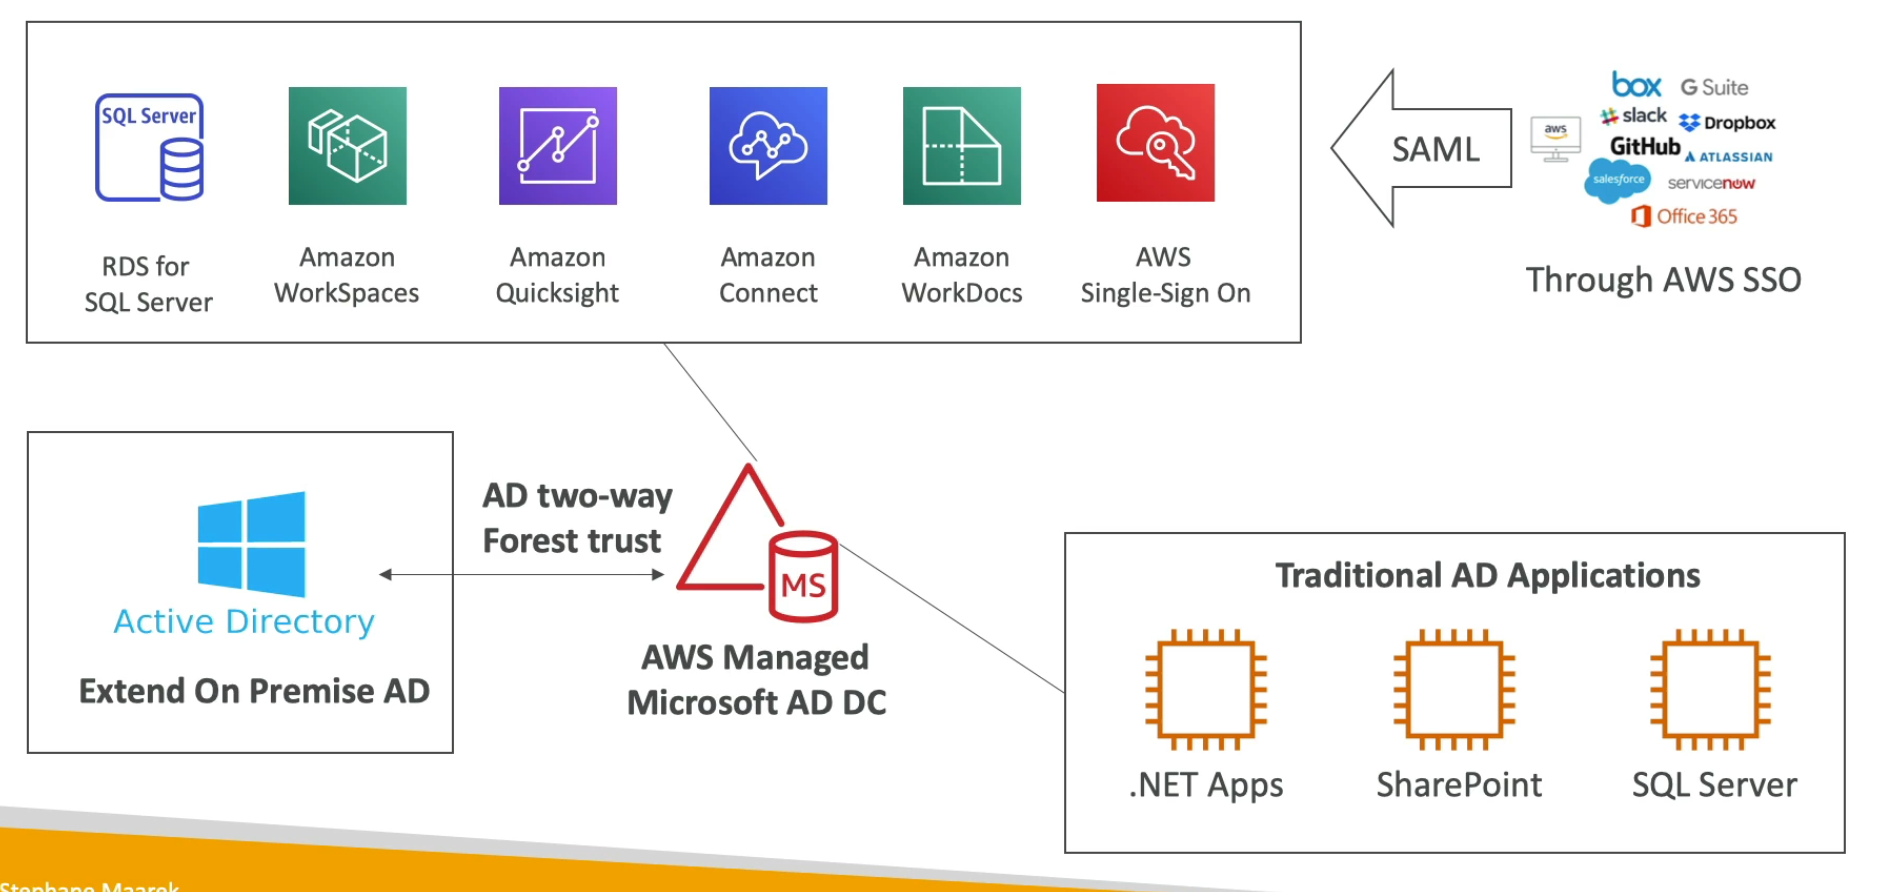 SQL Server
RDS for
SQL Server
Amazon
WorkSpaces
Amazon
Quicksight
Amazon
Connect
Amazon
WorkDocs
AWS
Single-Sign On
SAML
aws
box
G Suite
slack
Dropbox
GitHub
ATLASSIAN
salesforce
servicenow
Office 365
Through AWS SSO
Active Directory
Extend On Premise AD
AD two-way
Forest trust
MS
AWS Managed
Microsoft AD DC
Traditional AD Applications
.NET Apps
SharePoint
SQL Server
Stephane Maarek